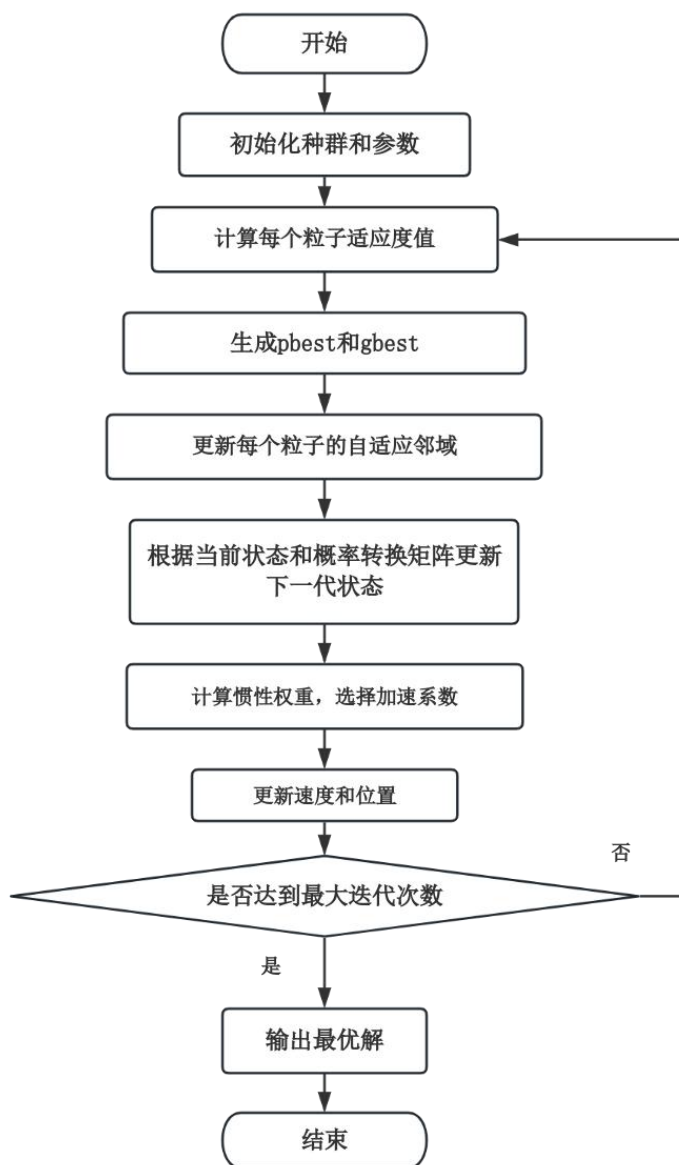 开始
初始化种群和参数
计算每个粒子适应度值
生成pbest和gbest
更新每个粒子的自适应邻域
根据当前状态和概率转换矩阵更新
下一代状态
计算惯性权重，选择加速系数
更新速度和位置
否
是否达到最大迭代次数
是
输出最优解
结束